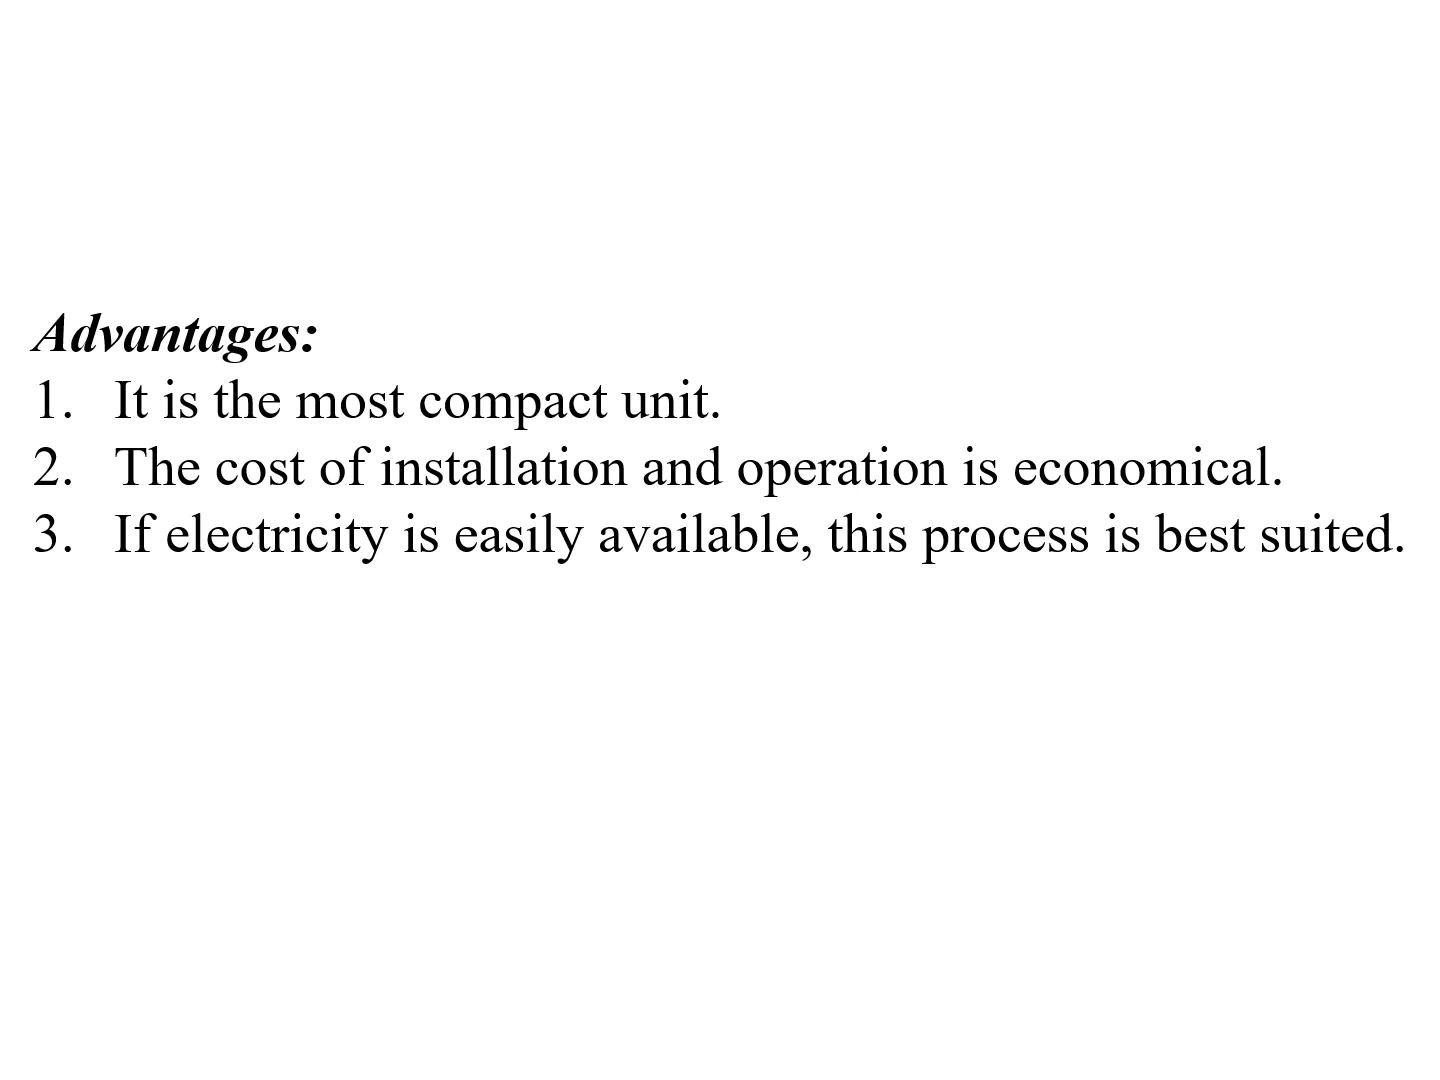 Advantages:
1. It is the most compact unit.
2. The cost of installation and operation is economical.
3. If electricity is easily available, this process is best suited.